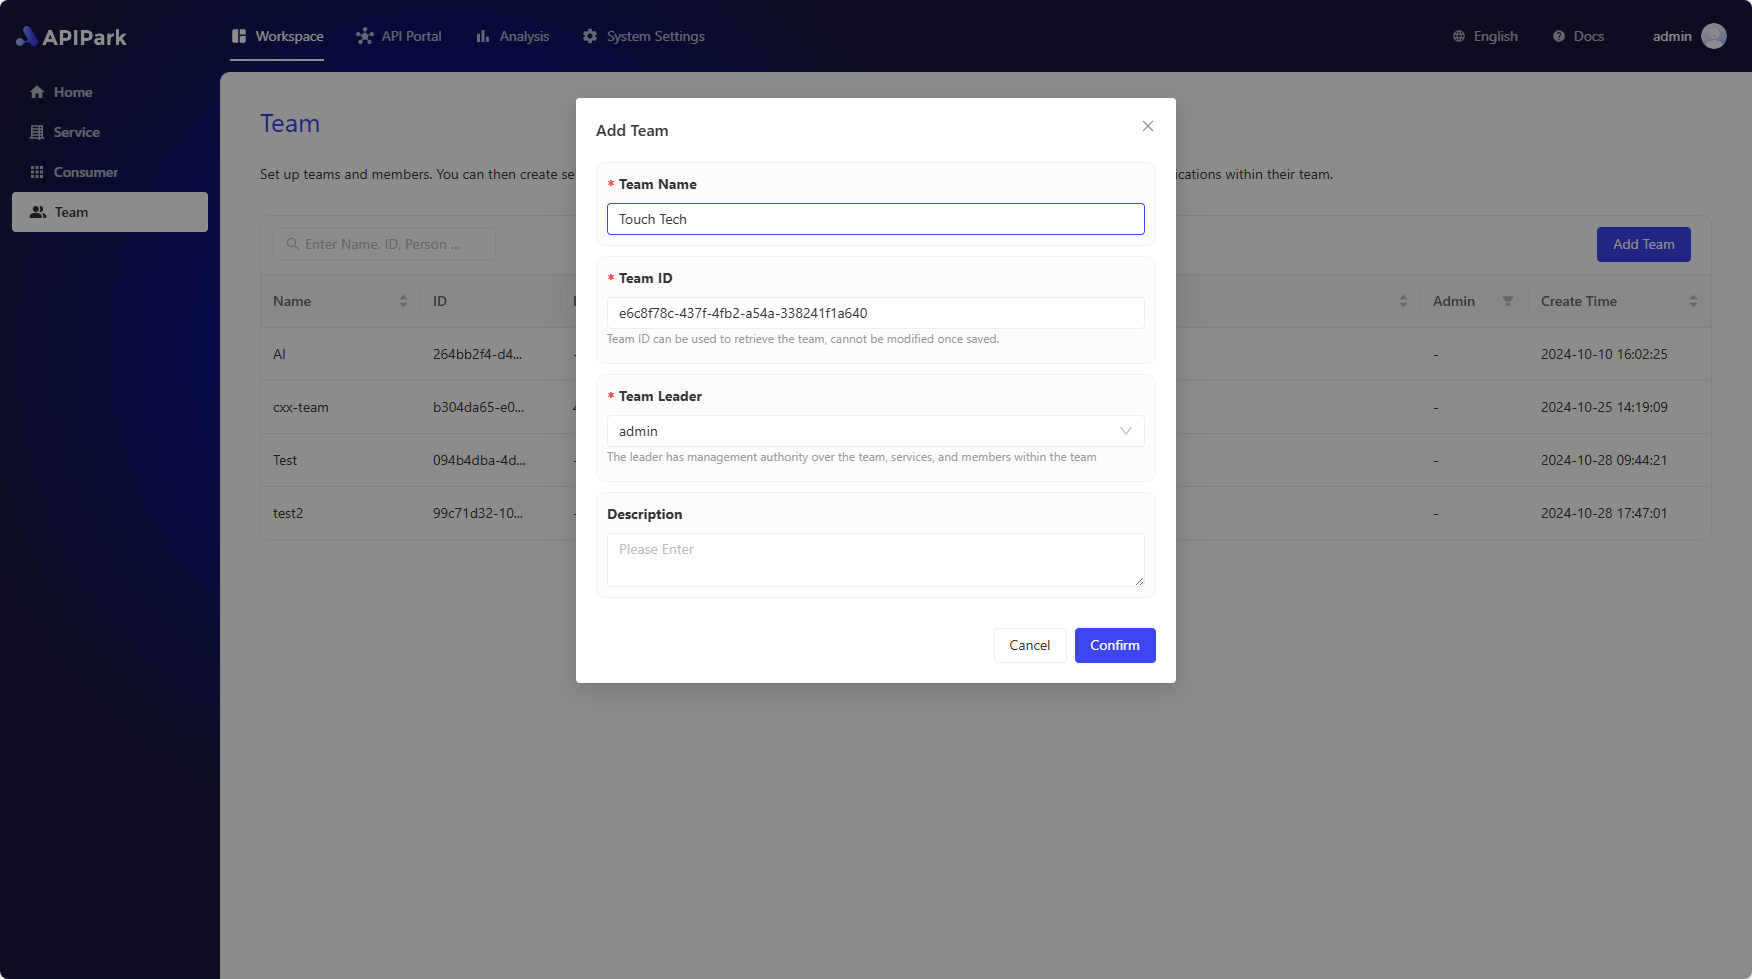 APIPark
Workspace
API Portal
Analysis
System Settings
English
Docs
admin
Home
Service
Consumer
Team
Team
Set up teams and members. You can then create se
ications within their team.
Enter Name, ID, Person ...
Add Team
Name
ID
Admin
Create Time
AI
264bb2f4-d4...
-
-
2024-10-10 16:02:25
cxx-team
b304da65-e0...
-
2024-10-25 14:19:09
Test
094b4dba-4d...
-
-
2024-10-28 09:44:21
test2
99c71d32-10...
-
-
2024-10-28 17:47:01
Add Team
* Team Name
Touch Tech
* Team ID
e6c8f78c-437f-4fb2-a54a-338241f1a640
Team ID can be used to retrieve the team, cannot be modified once saved.
* Team Leader
admin
The leader has management authority over the team, services, and members within the team
Description
Please Enter
Cancel
Confirm